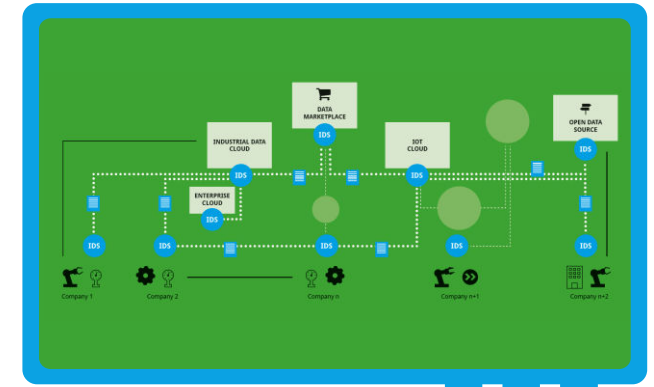 DATA
MARKETPLACE
IDS
OPEN DATA
SOURCE
IDS
INDUSTRIAL DATA
CLOUD
IDS
IOT
CLOUD
IDS
ENTERPRISE
CLOUD
IDS
IDS
IDS
IDS
IDS
IDS
Company 1
Company 2
Company n
Company n+1
Company n+2